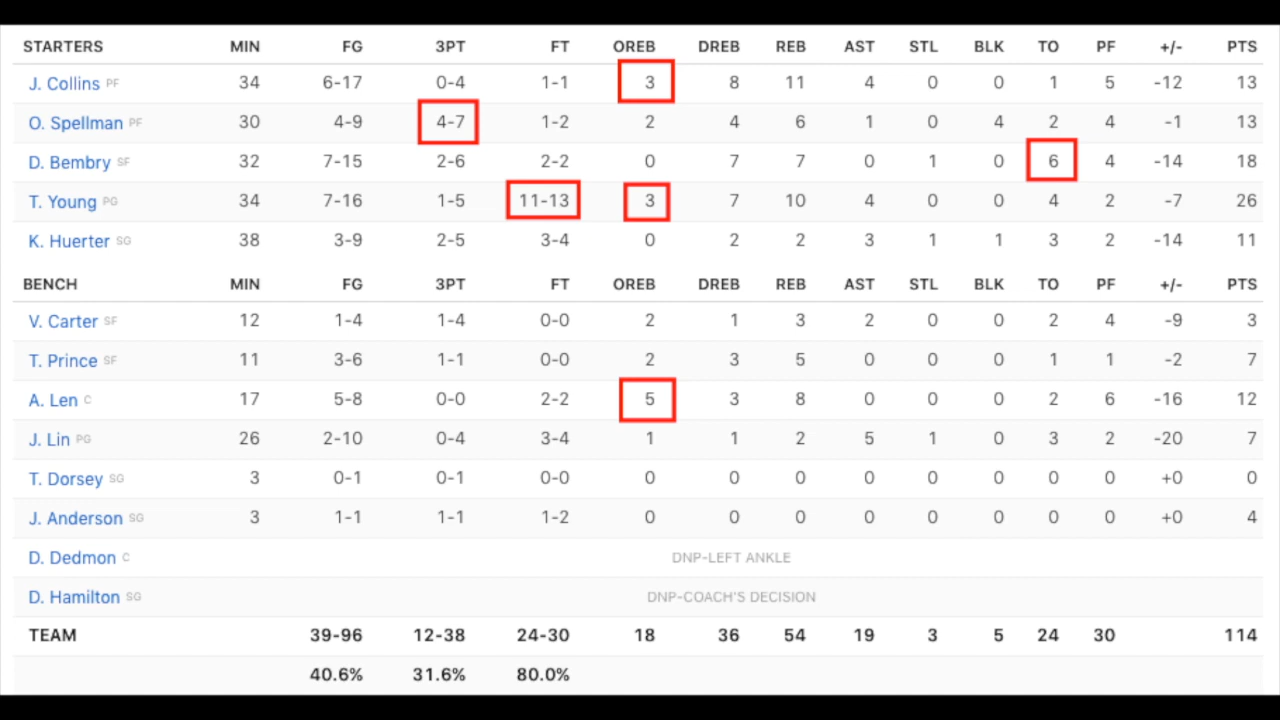 STARTERS MIN FG 3PT FT OREB DREB REB AST STL BLK TO PF +/- PTS
J. Collins PF 34 6-17 0-4 1-1 3 8 11 4 0 0 1 5 -12 13
O. Spellman PF 30 4-9 4-7 1-2 2 4 6 1 0 4 2 4 -1 13
D. Bembry SF 32 7-15 2-6 2-2 0 7 7 0 1 0 6 4 -14 18
T. Young PG 34 7-16 1-5 11-13 3 7 10 4 0 0 4 2 -7 26
K. Huerter SG 38 3-9 2-5 3-4 0 2 2 3 1 1 3 2 -14 11
BENCH MIN FG 3PT FT OREB DREB REB AST STL BLK TO PF +/- PTS
V. Carter SF 12 1-4 1-4 0-0 2 1 3 2 0 0 2 4 -9 3
T. Prince SF 11 3-6 1-1 0-0 2 3 5 0 0 0 1 1 -2 7
A. Len C 17 5-8 0-0 2-2 5 3 8 0 0 0 2 6 -16 12
J. Lin PG 26 2-10 0-4 3-4 1 1 2 5 1 0 3 2 -20 7
T. Dorsey SG 3 0-1 0-1 0-0 0 0 0 0 0 0 0 0 +0 0
J. Anderson SG 3 1-1 1-1 1-2 0 0 0 0 0 0 0 0 +0 4
D. Dedmon C DNP-LEFT ANKLE
D. Hamilton SG DNP-COACH'S DECISION
TEAM 39-96 12-38 24-30 18 36 54 19 3 5 24 30 114
40.6% 31.6% 80.0%